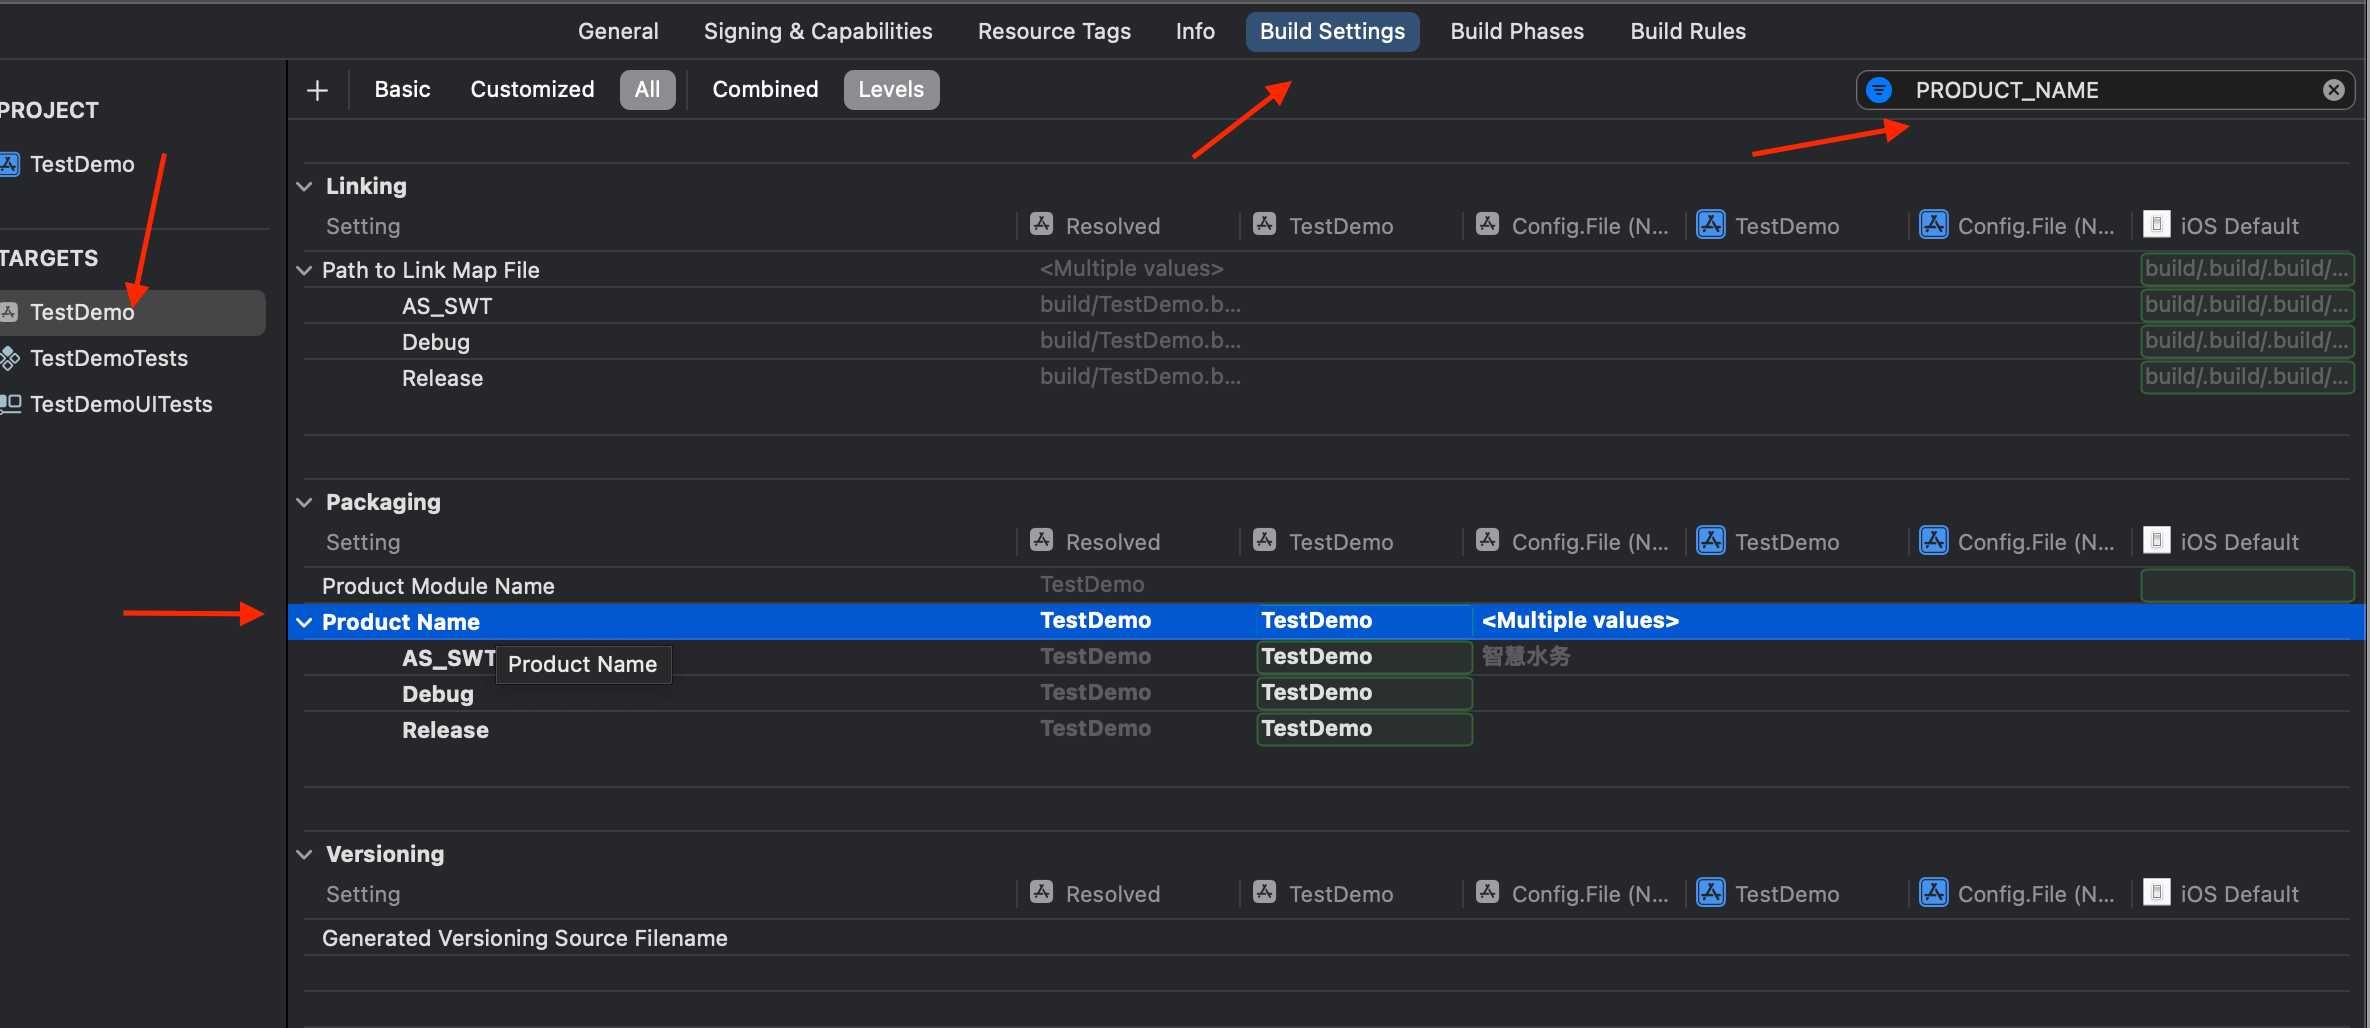 General Signing & Capabilities Resource Tags Info Build Settings Build Phases Build Rules
Basic Customized All Combined Levels PRODUCT_NAME
PROJECT
TestDemo
TARGETS
TestDemo
TestDemoTests
TestDemoUITests
Linking
Setting Resolved TestDemo Config.File (N... TestDemo Config.File (N... iOS Default
Path to Link Map File <Multiple values> build/.build/.build/...
AS_SWT build/TestDemo.b... build/.build/.build/...
Debug build/TestDemo.b... build/.build/.build/...
Release build/TestDemo.b... build/.build/.build/...
Packaging
Setting Resolved TestDemo Config.File (N... TestDemo Config.File (N... iOS Default
Product Module Name TestDemo
Product Name TestDemo TestDemo <Multiple values>
AS_SWT Product Name TestDemo TestDemo 智慧水务
Debug TestDemo TestDemo
Release TestDemo TestDemo
Versioning
Setting Resolved TestDemo Config.File (N... TestDemo Config.File (N... iOS Default
Generated Versioning Source Filename